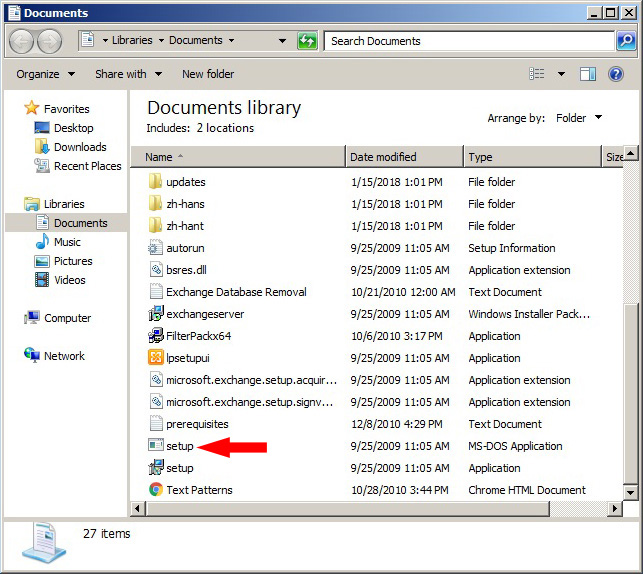 Documents
Libraries Documents Search Documents
Organize Share with New folder
Favorites
Desktop
Downloads
Recent Places
Libraries
Documents
Music
Pictures
Videos
Computer
Network
Documents library
Includes: 2 locations
Arrange by: Folder
Name Date modified Type Size
updates 1/15/2018 1:01 PM File folder
zh-hans 1/15/2018 1:01 PM File folder
zh-hant 1/15/2018 1:01 PM File folder
autorun 9/25/2009 11:05 AM Setup Information
bsres.dll 9/25/2009 11:05 AM Application extension
Exchange Database Removal 10/21/2010 12:00 AM Text Document
exchangeserver 9/25/2009 11:05 AM Windows Installer Pack...
FilterPackx64 10/6/2010 3:17 PM Application
lpsetupui 9/25/2009 11:05 AM Application
microsoft.exchange.setup.acquir... 9/25/2009 11:05 AM Application extension
microsoft.exchange.setup.signv... 9/25/2009 11:05 AM Application extension
prerequisites 12/8/2010 4:29 PM Text Document
setup 9/25/2009 11:05 AM MS-DOS Application
setup 9/25/2009 11:05 AM Application
Text Patterns 10/28/2010 3:44 PM Chrome HTML Document
27 items